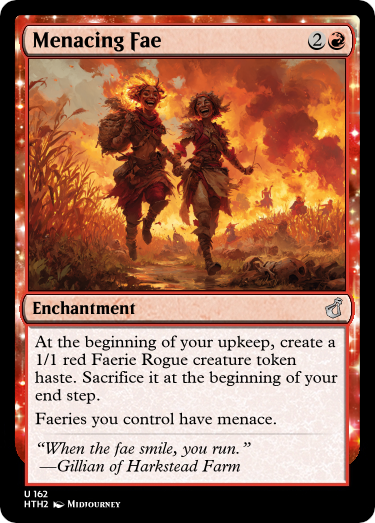 Menacing Fae 2
Enchantment
At the beginning of your upkeep, create a
1/1 red Faerie Rogue creature token
haste. Sacrifice it at the beginning of your
end step.
Faeries you control have menace.
“When the fae smile, you run.”
—Gillian of Harkstead Farm
U 162
HTH2 Midjourney